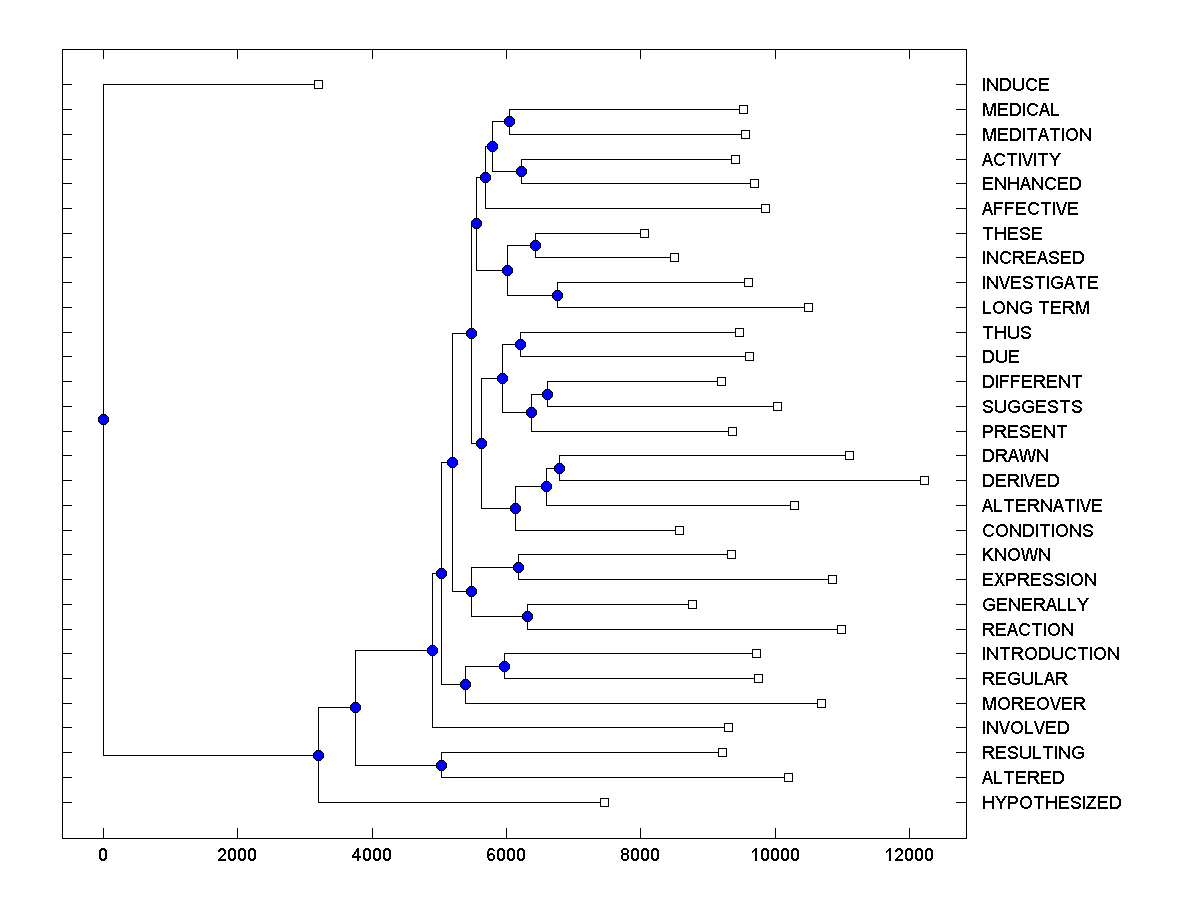 INDUCE
MEDICAL
MEDITATION
ACTIVITY
ENHANCED
AFFECTIVE
THESE
INCREASED
INVESTIGATE
LONG TERM
THUS
DUE
DIFFERENT
SUGGESTS
PRESENT
DRAWN
DERIVED
ALTERNATIVE
CONDITIONS
KNOWN
EXPRESSION
GENERALLY
REACTION
INTRODUCTION
REGULAR
MOREOVER
INVOLVED
RESULTING
ALTERED
HYPOTHESIZED
0 2000 4000 6000 8000 10000 12000